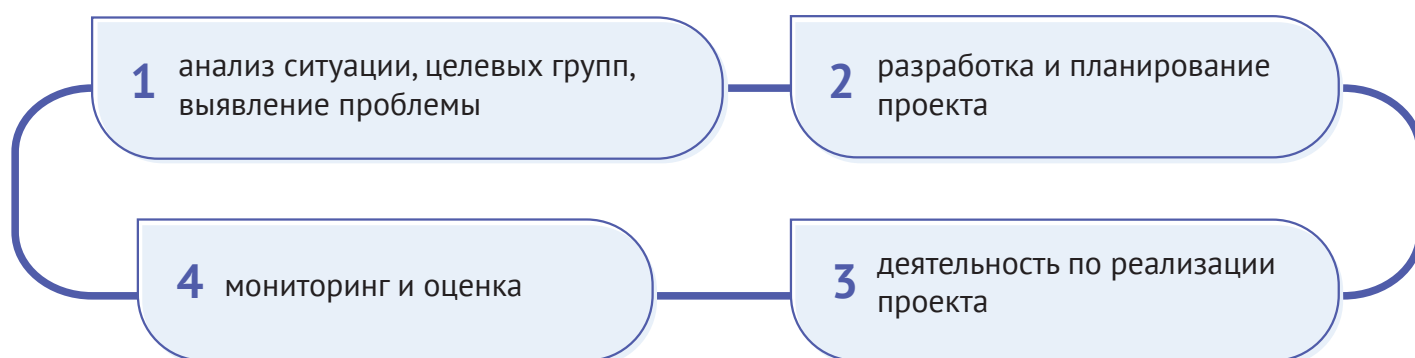 1 анализ ситуации, целевых групп,
выявление проблемы
2 разработка и планирование
проекта
3 деятельность по реализации
проекта
4 мониторинг и оценка